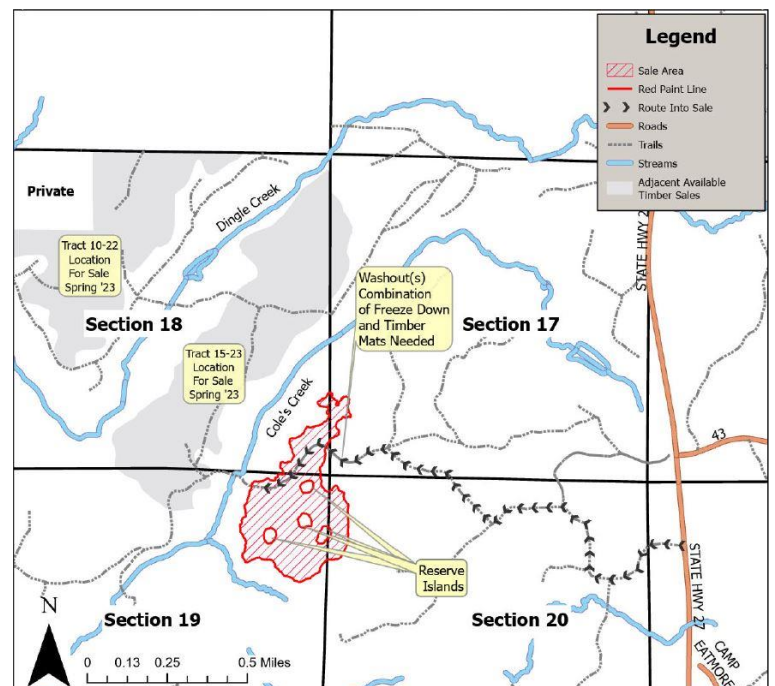 Legend
Sale Area
Red Paint Line
Route Into Sale
Roads
Trails
Streams
Adjacent Available
Timber Sales
Private
Dingle Creek
Tract 10-22
Location
For Sale
Spring '23
Section 18
Washout(s)
Combination
of Freeze Down
and Timber
Mats Needed
Section 17
STATE HWY 2
Tract 15-23
Location
For Sale
Spring '23
Cole's Creek
43
Reserve
Islands
STATE HWY 27
Section 19
Section 20
CAMP
EATMORE
N
0 0.13 0.25 0.5 Miles